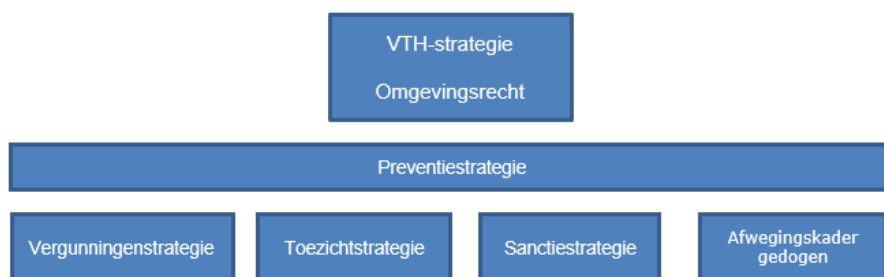 VTH-strategie
Omgevingsrecht
Preventiestrategie
Vergunningenstrategie
Toezichtstrategie
Sanctiestrategie
Afwegingskader
gedogen